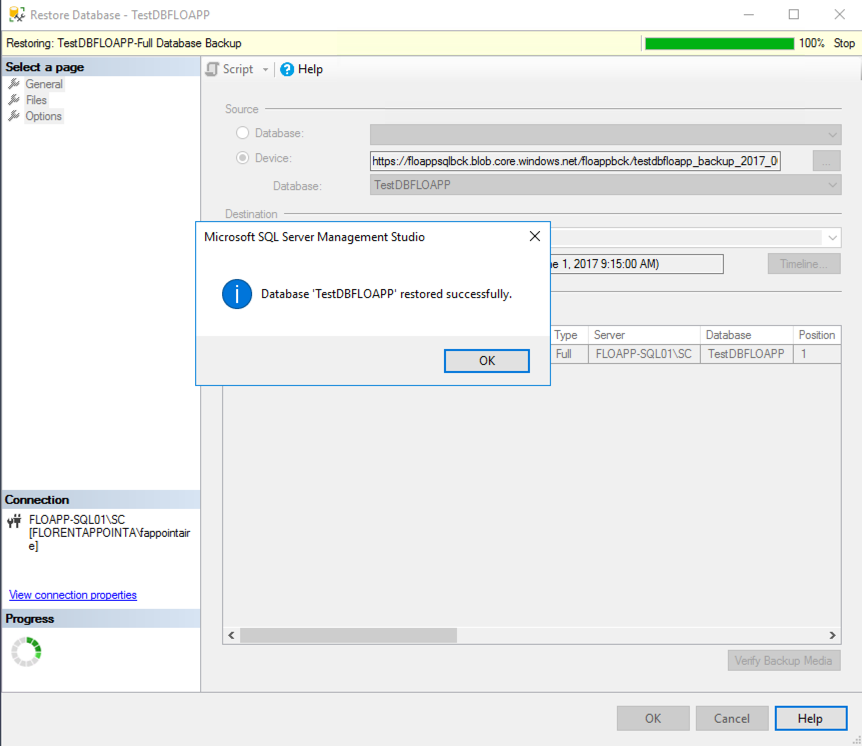 Restore Database - TestDBFLOAPP
Restoring: TestDBFLOAPP-Full Database Backup
100%
Stop
Select a page
General
Files
Options
Script
Help
Source
Database:
Device:
https://floappsqlbck.blob.core.windows.net/floappbck/testdbfloapp_backup_2017_0
...
Database:
TestDBFLOAPP
Destination
Microsoft SQL Server Management Studio
Database 'TestDBFLOAPP' restored successfully.
OK
1, 2017 9:15:00 AM)
Timeline...
Type Server Database Position
Full FLOAPP-SQL01\SC TestDBFLOAPP 1
Connection
FLOAPP-SQL01\SC
[FLORENTAPPOINTA\fappointair
e]
View connection properties
Progress
Verify Backup Media
OK
Cancel
Help